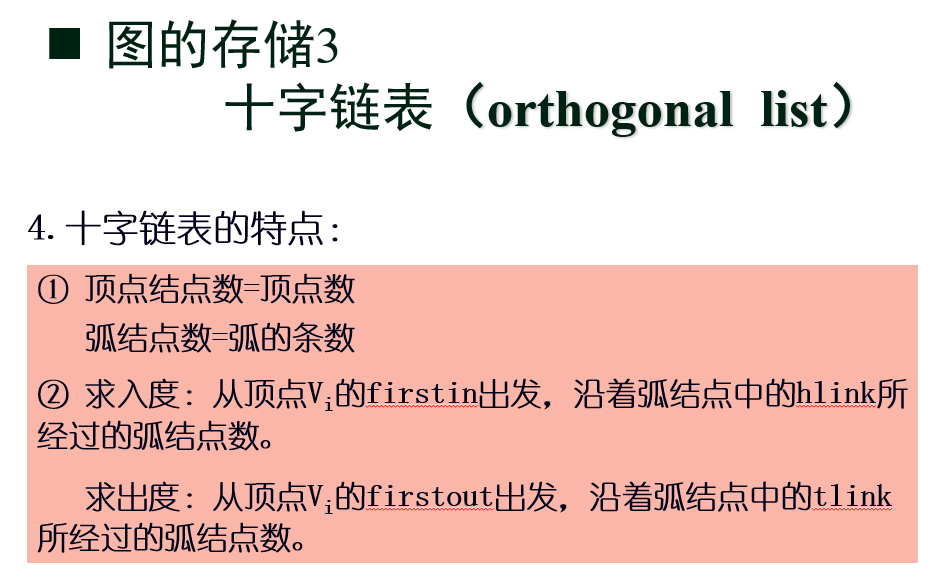 ■ 图的存储3
十字链表（orthogonal list）
4.十字链表的特点:
① 顶点结点数=顶点数
弧结点数=弧的条数
② 求入度: 从顶点Vi的firstin出发，沿着弧结点中的hlink所
经过的弧结点数。
求出度: 从顶点Vi的firstout出发，沿着弧结点中的tlink
所经过的弧结点数。